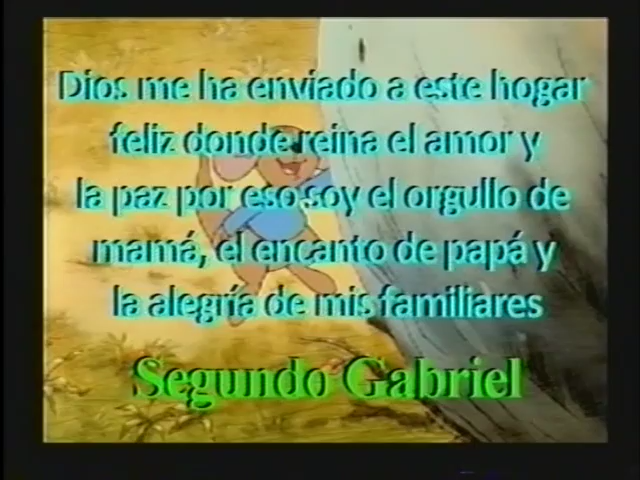 Dios me ha enviado a este hogar
feliz donde reina el amor y
la paz por eso soy el orgullo de
mamá, el encanto de papá y
la alegría de mis familiares
Segundo Gabriel